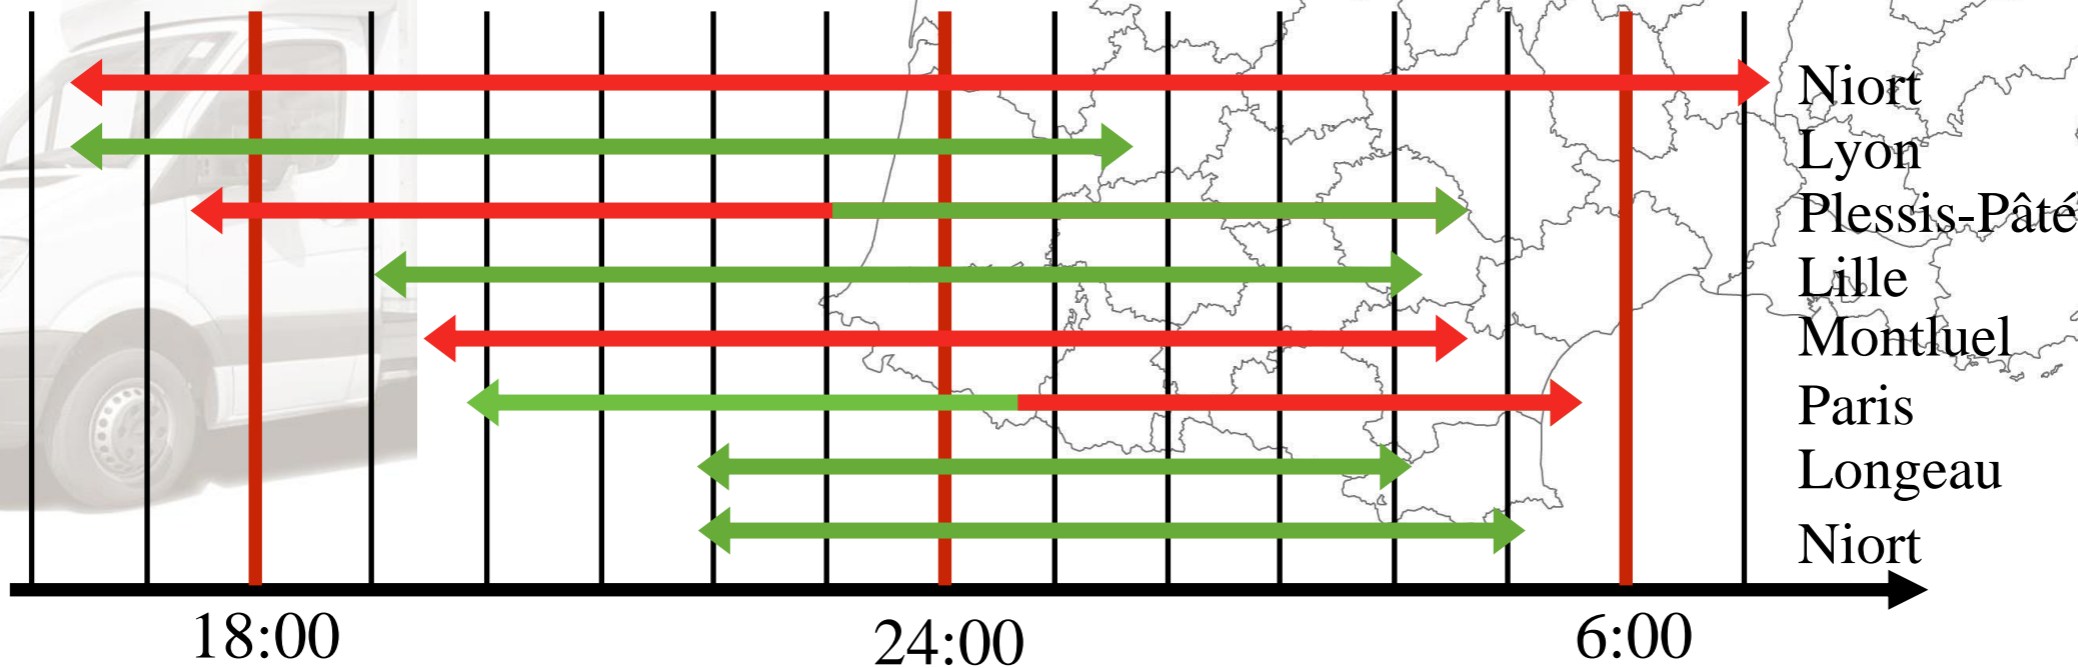 Niort
Lyon
Plessis-Pâté
Lille
Montluel
Paris
Longeau
Niort
18:00
24:00
6:00